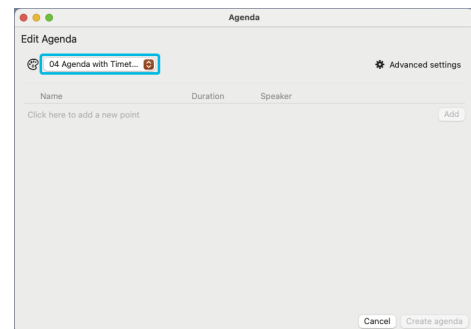 Agenda
Edit Agenda
04 Agenda with Timet...
Advanced settings
Name Duration Speaker
Click here to add a new point Add
Cancel Create agenda